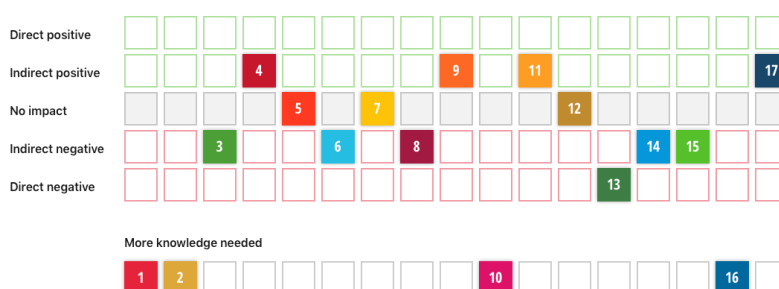 Direct positive
Indirect positive 4 9 11 17
No impact 5 7 12
Indirect negative 3 6 8 14 15
Direct negative 13
More knowledge needed
1 2 10 16